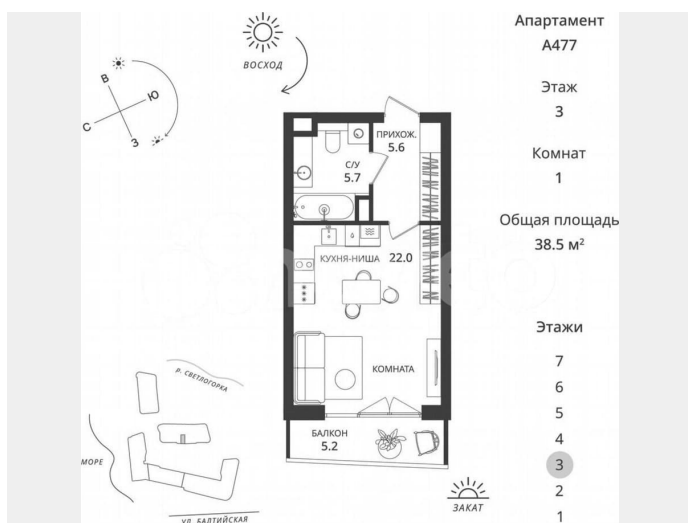 Апартамент
А477
Этаж
3
Комнат
1
Общая площадь
38.5 м²
Этажи
7
6
5
4
3
2
1
ВОСХОД
В
Ю
С
З
ПРИХОЖ.
5.6
С/У
5.7
КУХНЯ-НИША
22.0
КОМНАТА
БАЛКОН
5.2
ЗАКАТ
р. СВЕТЛОГОРКА
МОРЕ
УЛ. БАЛТИЙСКАЯ